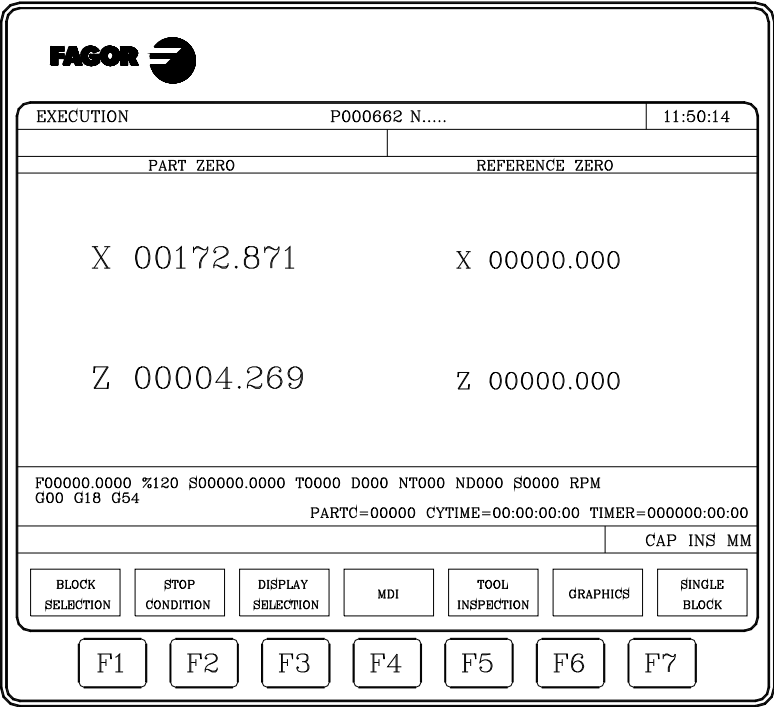 FAGOR
EXECUTION P000662 N..... 11:50:14
PART ZERO REFERENCE ZERO
X 00172.871 X 00000.000
Z 00004.269 Z 00000.000
F00000.0000 %120 S00000.0000 T0000 D000 NT000 ND000 S0000 RPM
G00 G18 G54
PARTC=00000 CYTIME=00:00:00:00 TIMER=000000:00:00
CAP INS MM
BLOCK SELECTION STOP CONDITION DISPLAY SELECTION MDI TOOL INSPECTION GRAPHICS SINGLE BLOCK
F1 F2 F3 F4 F5 F6 F7